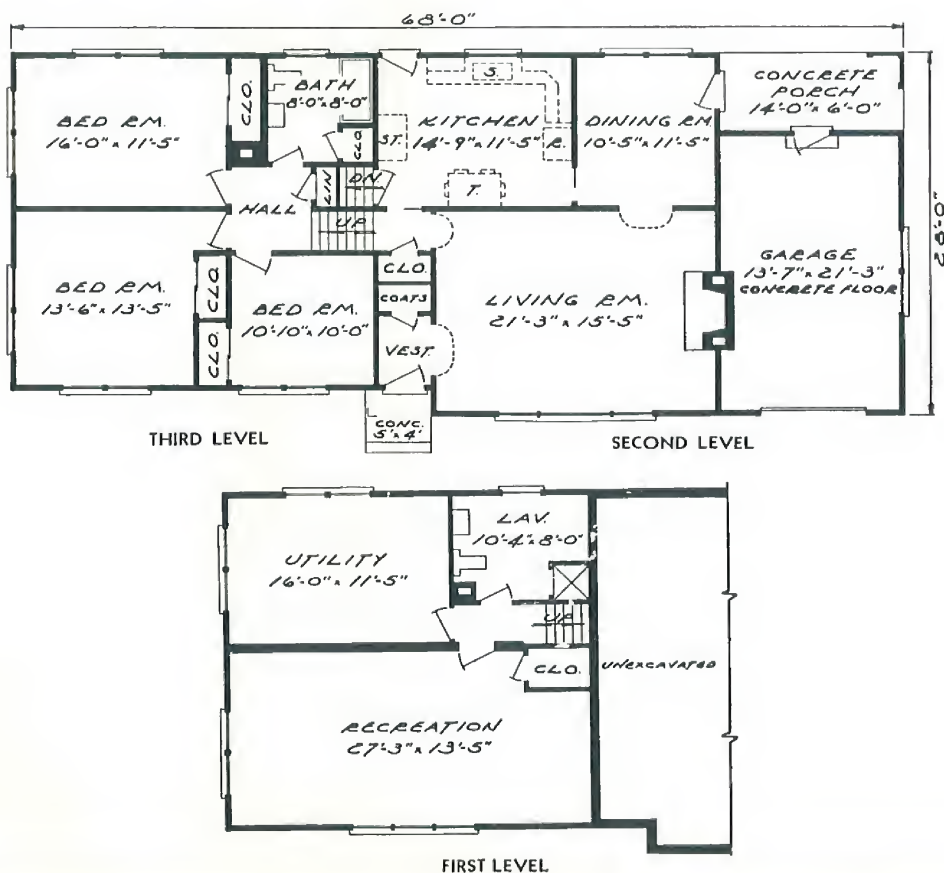 68'-0"
BED RM.
16'-0" x 11'-5"
CLO.
BATH
8'-0" x 8'-0"
CLO
ST.
KITCHEN
14'-9" x 11'-5"
S.
R.
T.
DINING RM.
10'-5" x 11'-5"
CONCRETE
PORCH
14'-0" x 6'-0"
28'-0"
HALL
LIN
DN.
UP
GARAGE
13'-7" x 21'-3"
CONCRETE FLOOR
BED RM.
13'-6" x 13'-5"
CLO.
CLO.
BED RM.
10'-10" x 10'-0"
CLO.
COATS
VEST.
LIVING RM.
21'-3" x 15'-5"
CONC.
5' x 4'
THIRD LEVEL
SECOND LEVEL
UTILITY
16'-0" x 11'-5"
LAV.
10'-4" x 8'-0"
UP
CLO.
UNEXCAVATED
RECREATION
27'-3" x 13'-5"
FIRST LEVEL